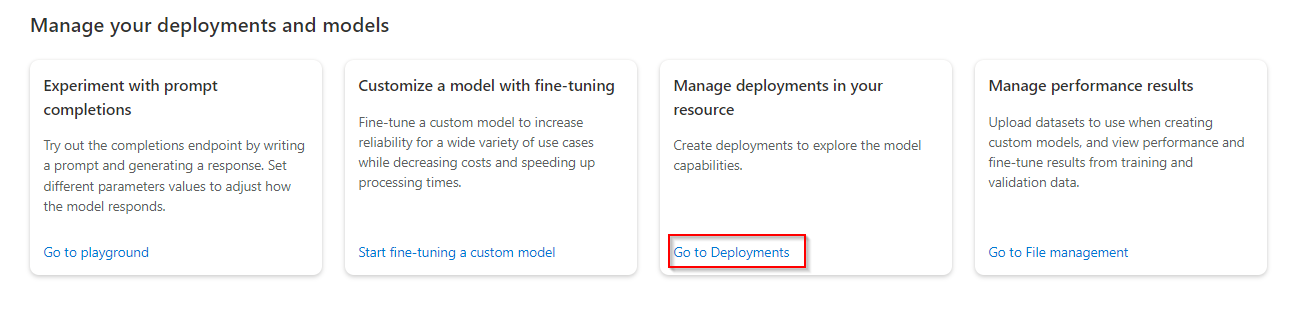 Manage your deployments and models
Experiment with prompt
completions
Try out the completions endpoint by writing
a prompt and generating a response. Set
different parameters values to adjust how
the model responds.
Go to playground
Customize a model with fine-tuning
Fine-tune a custom model to increase
reliability for a wide variety of use cases
while decreasing costs and speeding up
processing times.
Start fine-tuning a custom model
Manage deployments in your
resource
Create deployments to explore the model
capabilities.
Go to Deployments
Manage performance results
Upload datasets to use when creating
custom models, and view performance and
fine-tune results from training and
validation data.
Go to File management